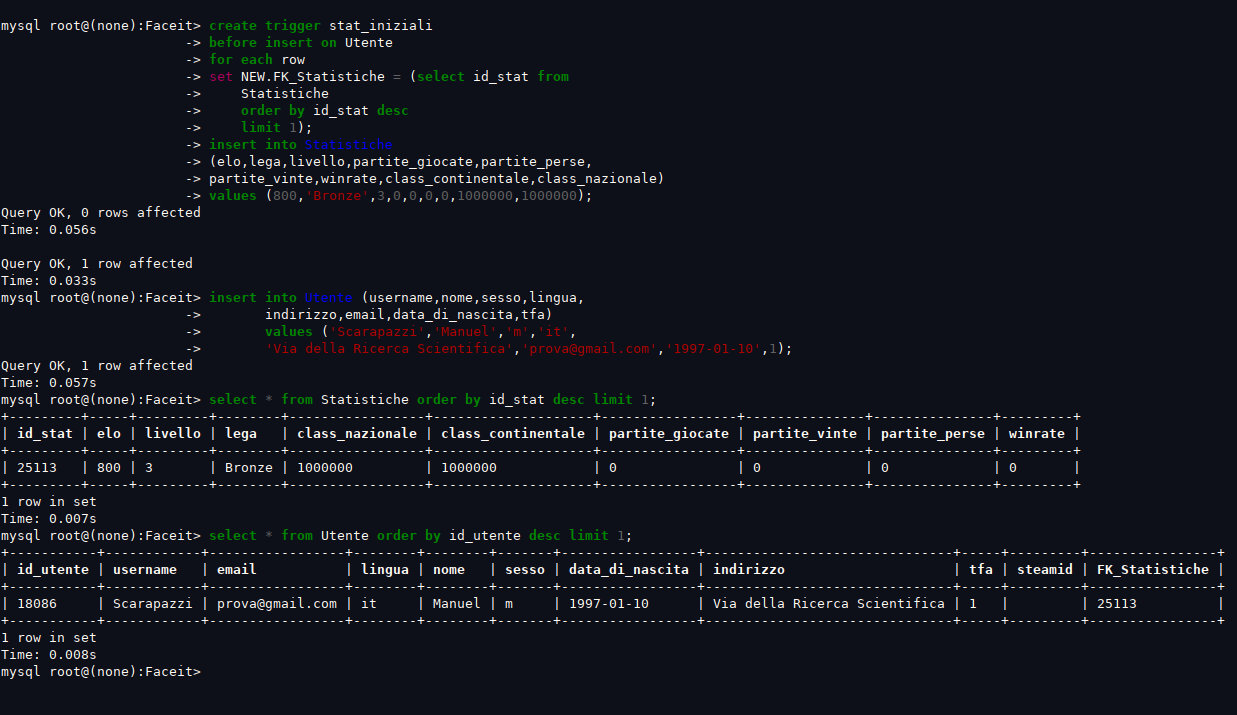 mysql root@(none):Faceit> create trigger stat_iniziali
-> before insert on Utente
-> for each row
-> set NEW.FK_Statistiche = (select id_stat from
-> Statistiche
-> order by id_stat desc
-> limit 1);
-> insert into Statistiche
-> (elo,lega,livello,partite_giocate,partite_perse,
-> partite_vinte,winrate,class_continentale,class_nazionale)
-> values (800,'Bronze',3,0,0,0,0,1000000,1000000);
Query OK, 0 rows affected
Time: 0.056s

Query OK, 1 row affected
Time: 0.033s
mysql root@(none):Faceit> insert into Utente (username,nome,sesso,lingua,
-> indirizzo,email,data_di_nascita,tfa)
-> values ('Scarapazzi','Manuel','m','it',
-> 'Via della Ricerca Scientifica','prova@gmail.com','1997-01-10',1);
Query OK, 1 row affected
Time: 0.057s
mysql root@(none):Faceit> select * from Statistiche order by id_stat desc limit 1;
+---------+-----+---------+--------+-----------------+--------------------+-----------------+---------------+---------------+---------+
| id_stat | elo | livello | lega | class_nazionale | class_continentale | partite_giocate | partite_vinte | partite_perse | winrate |
+---------+-----+---------+--------+-----------------+--------------------+-----------------+---------------+---------------+---------+
| 25113 | 800 | 3 | Bronze | 1000000 | 1000000 | 0 | 0 | 0 | 0 |
+---------+-----+---------+--------+-----------------+--------------------+-----------------+---------------+---------------+---------+
1 row in set
Time: 0.007s
mysql root@(none):Faceit> select * from Utente order by id_utente desc limit 1;
+-----------+------------+-----------------+--------+--------+-------+-----------------+-------------------------------+-----+---------+----------------+
| id_utente | username | email | lingua | nome | sesso | data_di_nascita | indirizzo | tfa | steamid | FK_Statistiche |
+-----------+------------+-----------------+--------+--------+-------+-----------------+-------------------------------+-----+---------+----------------+
| 18086 | Scarapazzi | prova@gmail.com | it | Manuel | m | 1997-01-10 | Via della Ricerca Scientifica | 1 | | 25113 |
+-----------+------------+-----------------+--------+--------+-------+-----------------+-------------------------------+-----+---------+----------------+
1 row in set
Time: 0.008s
mysql root@(none):Faceit>